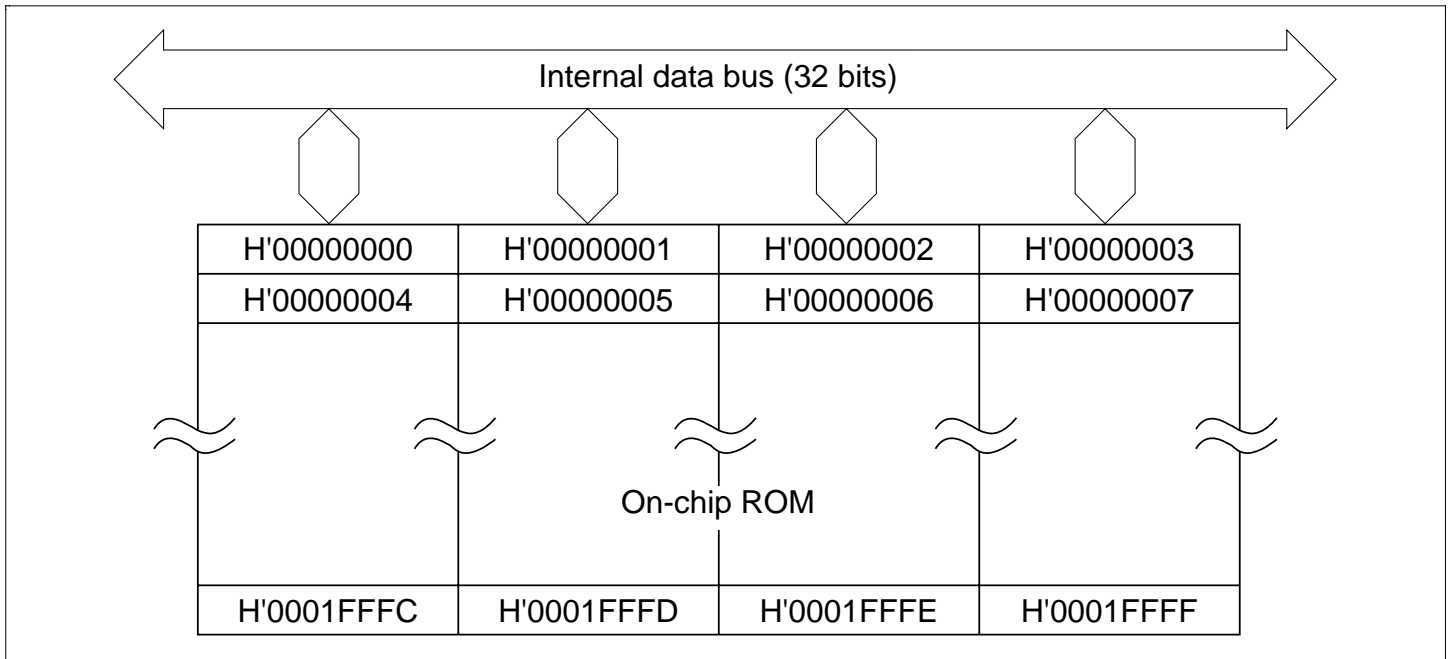 Internal data bus (32 bits)
H'00000000 H'00000001 H'00000002 H'00000003
H'00000004 H'00000005 H'00000006 H'00000007
On-chip ROM
H'0001FFFC H'0001FFFD H'0001FFFE H'0001FFFF